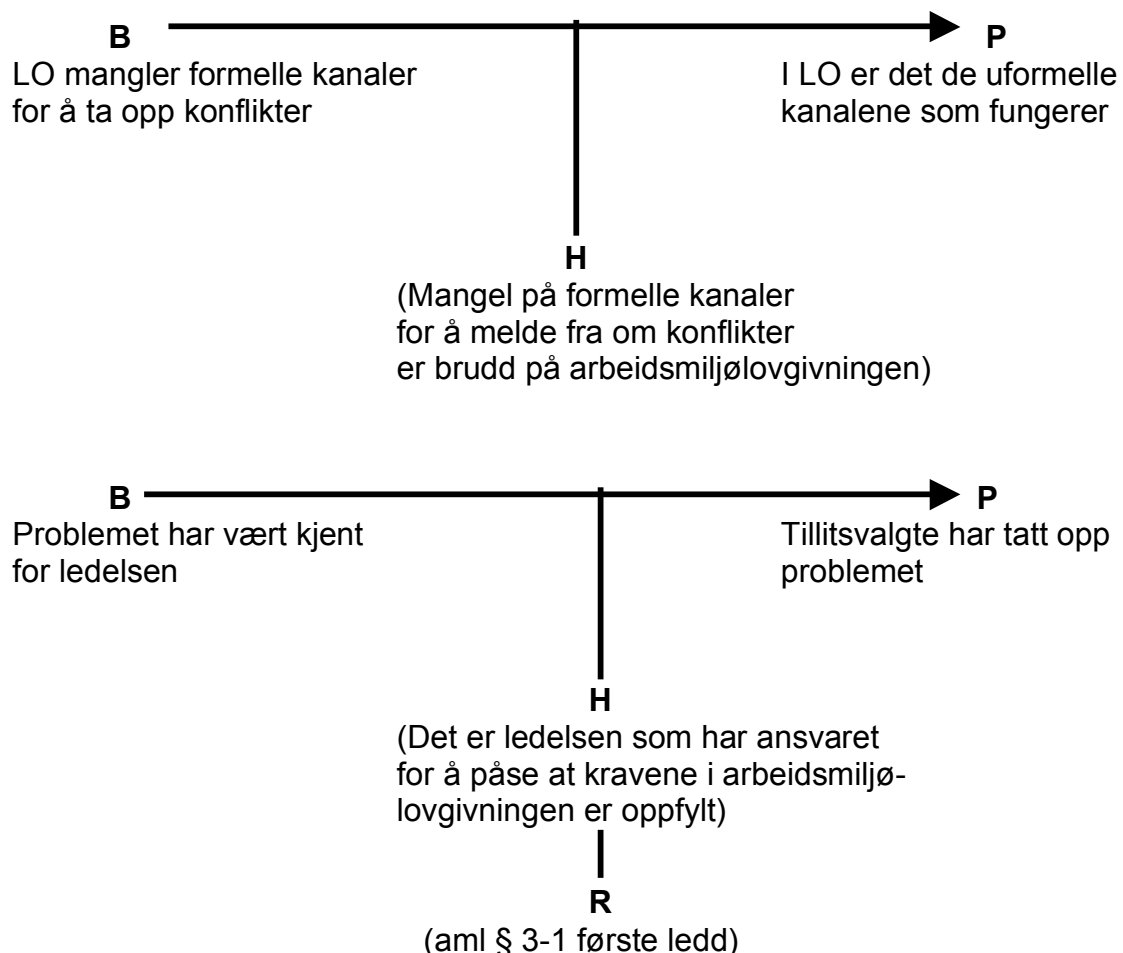 B
P
LO mangler formelle kanaler
for å ta opp konflikter
I LO er det de uformelle
kanalene som fungerer
H
(Mangel på formelle kanaler
for å melde fra om konflikter
er brudd på arbeidsmiljølovgivningen)
B
P
Problemet har vært kjent
for ledelsen
Tillitsvalgte har tatt opp
problemet
H
(Det er ledelsen som har ansvaret
for å påse at kravene i arbeidsmiljø-
lovgivningen er oppfylt)
R
(aml § 3-1 første ledd)